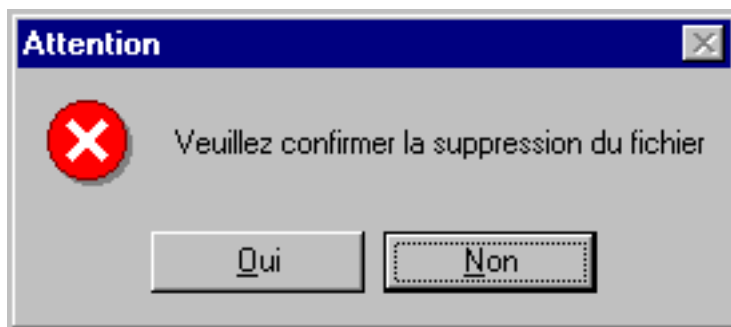 Attention
Veuillez confirmer la suppression du fichier
Oui
Non